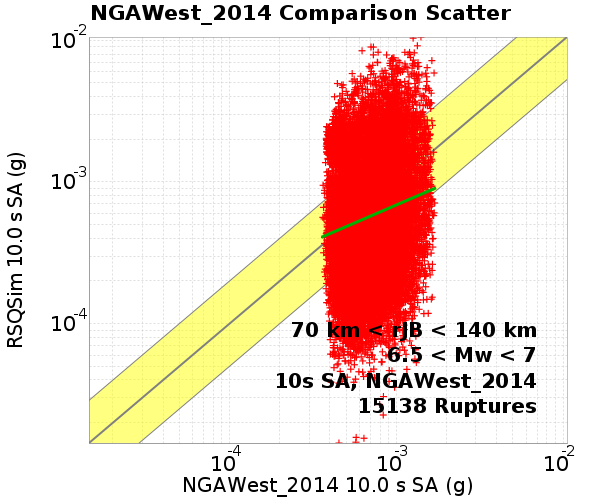 NGAWest_2014 Comparison Scatter
10-2
10-3
10-4
RSQSim 10.0 s SA (g)
70 km < rJB < 140 km
6.5 < Mw < 7
10s SA, NGAWest_2014
15138 Ruptures
10-4 10-3 10-2
NGAWest_2014 10.0 s SA (g)